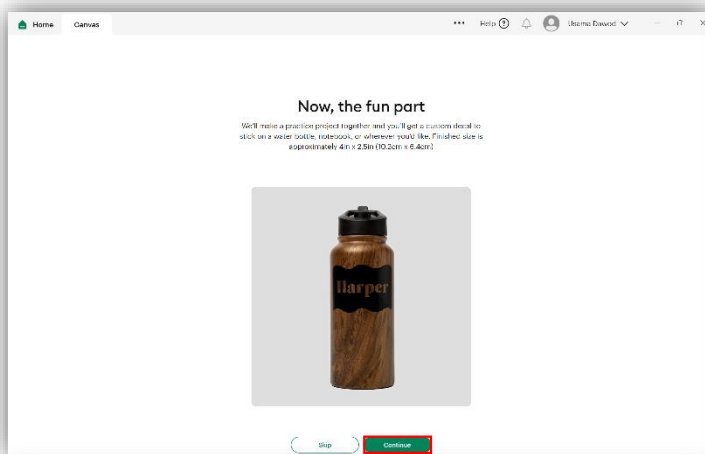 Home
Canvas
Help
Usama Dawod
Now, the fun part
We'll make a practice project together and you'll get a custom decal to
stick on a water bottle, notebook, or wherever you'd like. Finished size is
approximately 4in x 2.5in (10.2cm x 6.4cm)
Harper
Skip
Continue